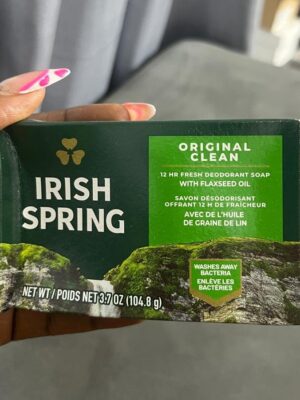 IRISH
SPRING
ORIGINAL
CLEAN
12 HR FRESH DEODORANT SOAP
WITH FLAXSEED OIL
SAVON DÉSODORISANT
OFFRANT 12 H DE FRAÎCHEUR
AVEC DE L'HUILE
DE GRAINE DE LIN
WASHES AWAY
BACTERIA
ENLÈVE LES
BACTÉRIES
NET WT / POIDS NET 3.7 OZ (104.8 g)